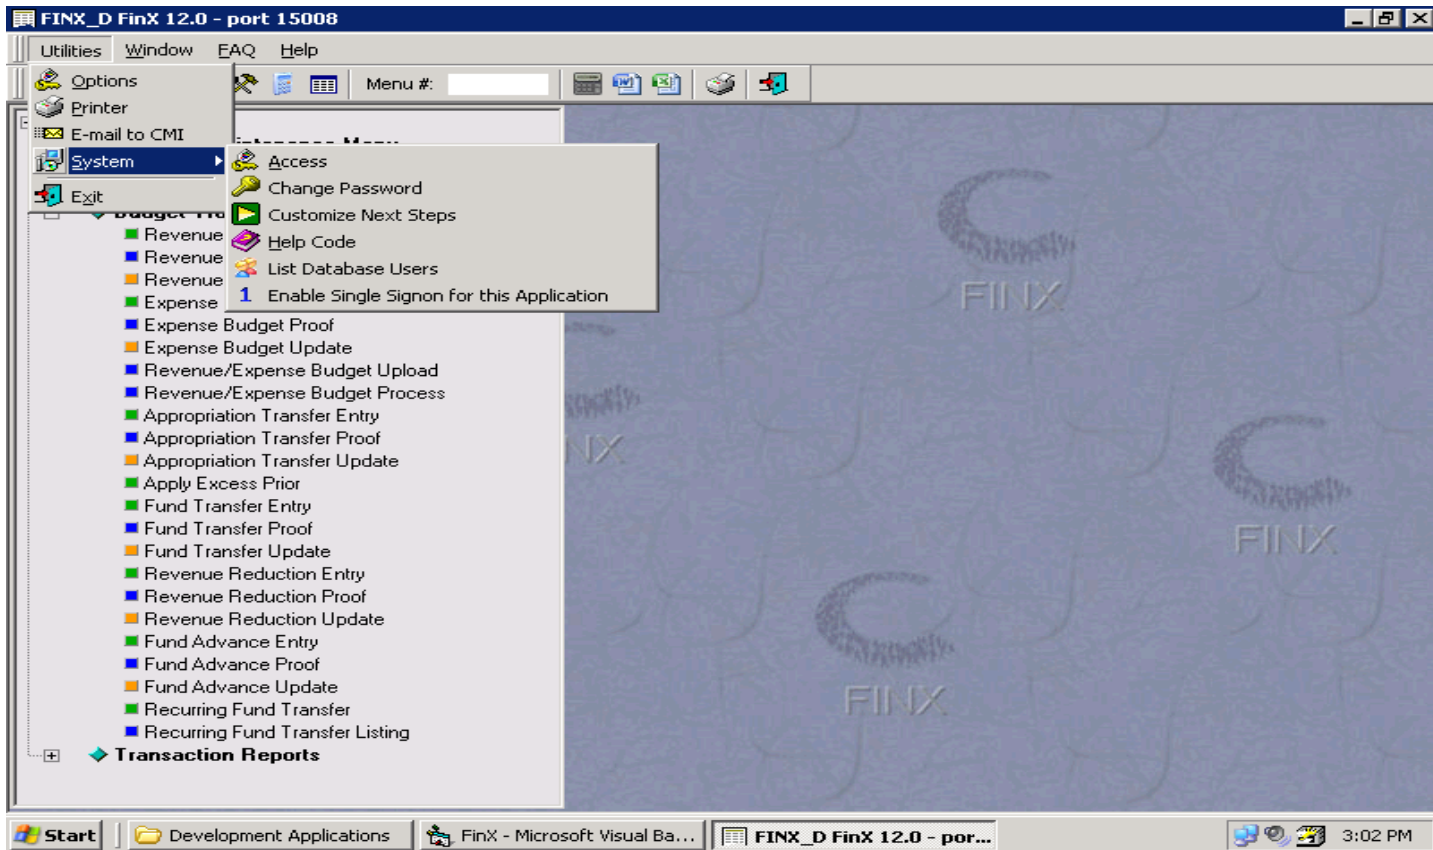 FINX_D FinX 12.0 - port 15008
Utilities Window FAQ Help
Menu #:
Options
Printer
E-mail to CMI
System
Exit
Access
Change Password
Customize Next Steps
Help Code
List Database Users
1 Enable Single Signon for this Application
Menu
Budget
Revenue
Revenue
Revenue
Expense
Expense Budget Proof
Expense Budget Update
Revenue/Expense Budget Upload
Revenue/Expense Budget Process
Appropriation Transfer Entry
Appropriation Transfer Proof
Appropriation Transfer Update
Apply Excess Prior
Fund Transfer Entry
Fund Transfer Proof
Fund Transfer Update
Revenue Reduction Entry
Revenue Reduction Proof
Revenue Reduction Update
Fund Advance Entry
Fund Advance Proof
Fund Advance Update
Recurring Fund Transfer
Recurring Fund Transfer Listing
Transaction Reports
FINX
NX
FINX
FINX
Start Development Applications FinX - Microsoft Visual Ba... FINX_D FinX 12.0 - por... 3:02 PM